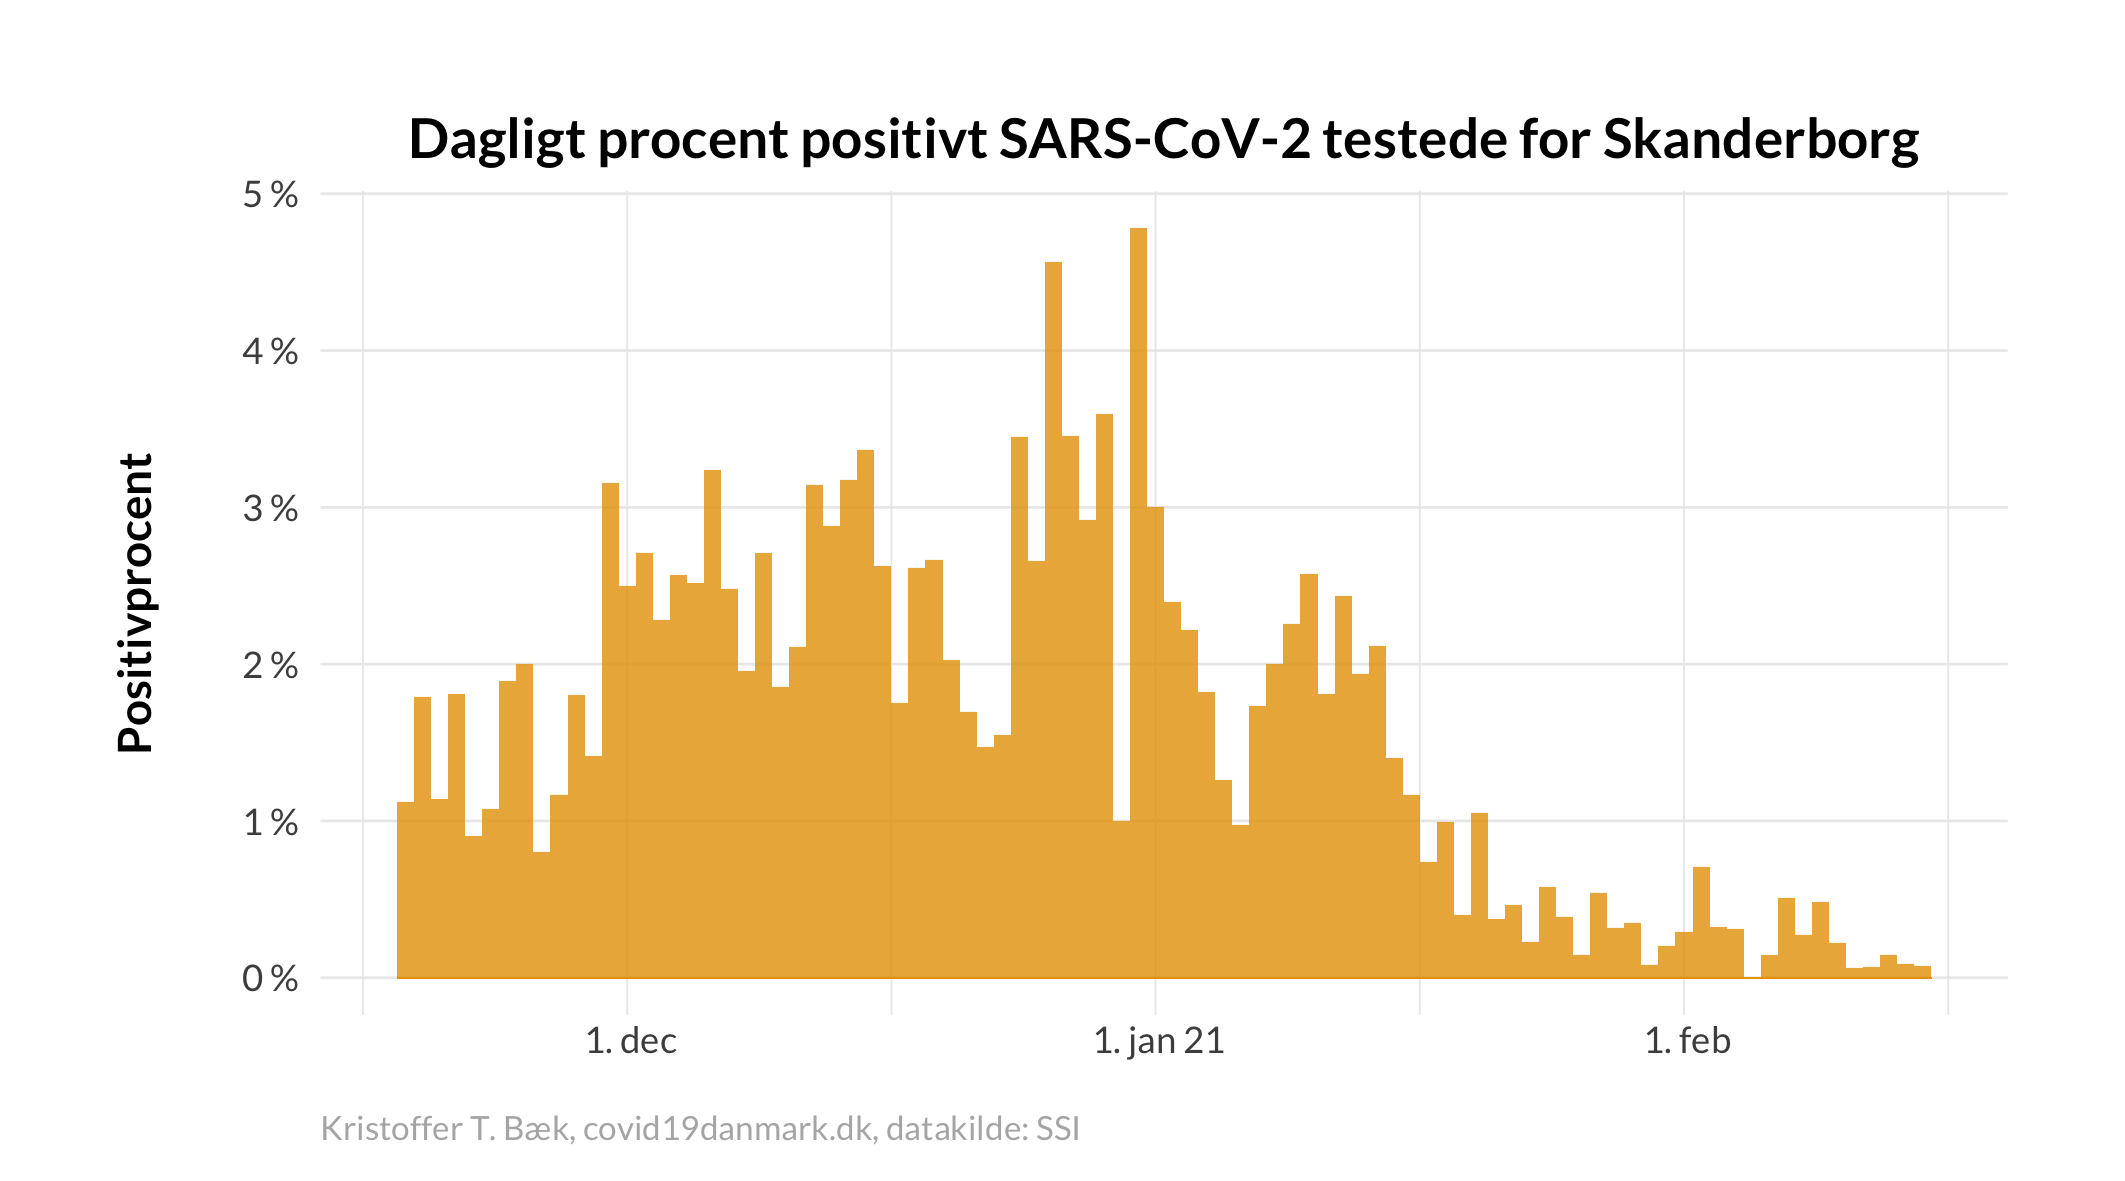 Dagligt procent positivt SARS-CoV-2 testede for Skanderborg
5 %
4 %
3 %
2 %
1 %
0 %
Positivprocent
1. dec
1. jan 21
1. feb
Kristoffer T. Bæk, covid19danmark.dk, datakilde: SSI